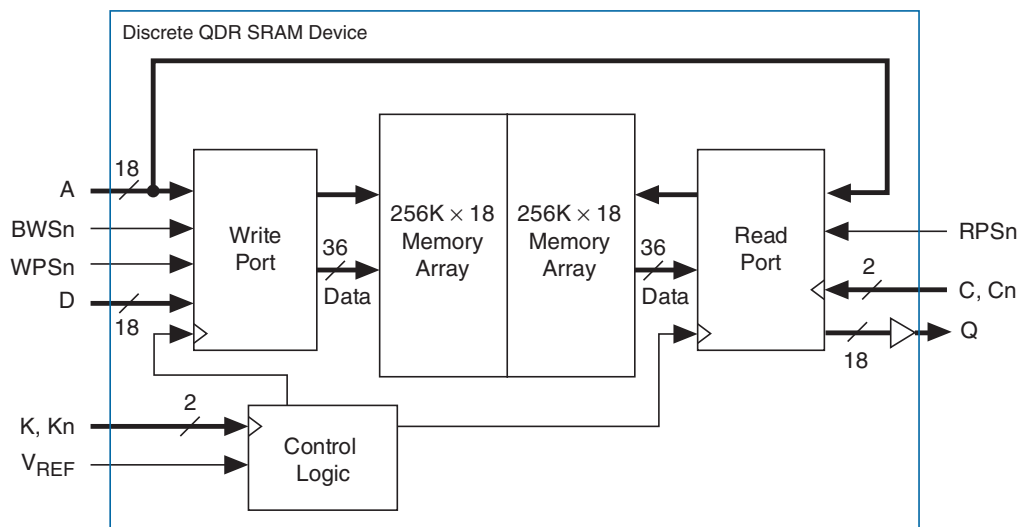 Discrete QDR SRAM Device
18
A
BWSn
WPSn
D
18
Write
Port
36
Data
256K × 18
Memory
Array
256K × 18
Memory
Array
36
Data
Read
Port
RPSn
2
C, Cn
18
Q
2
K, Kn
VREF
Control
Logic